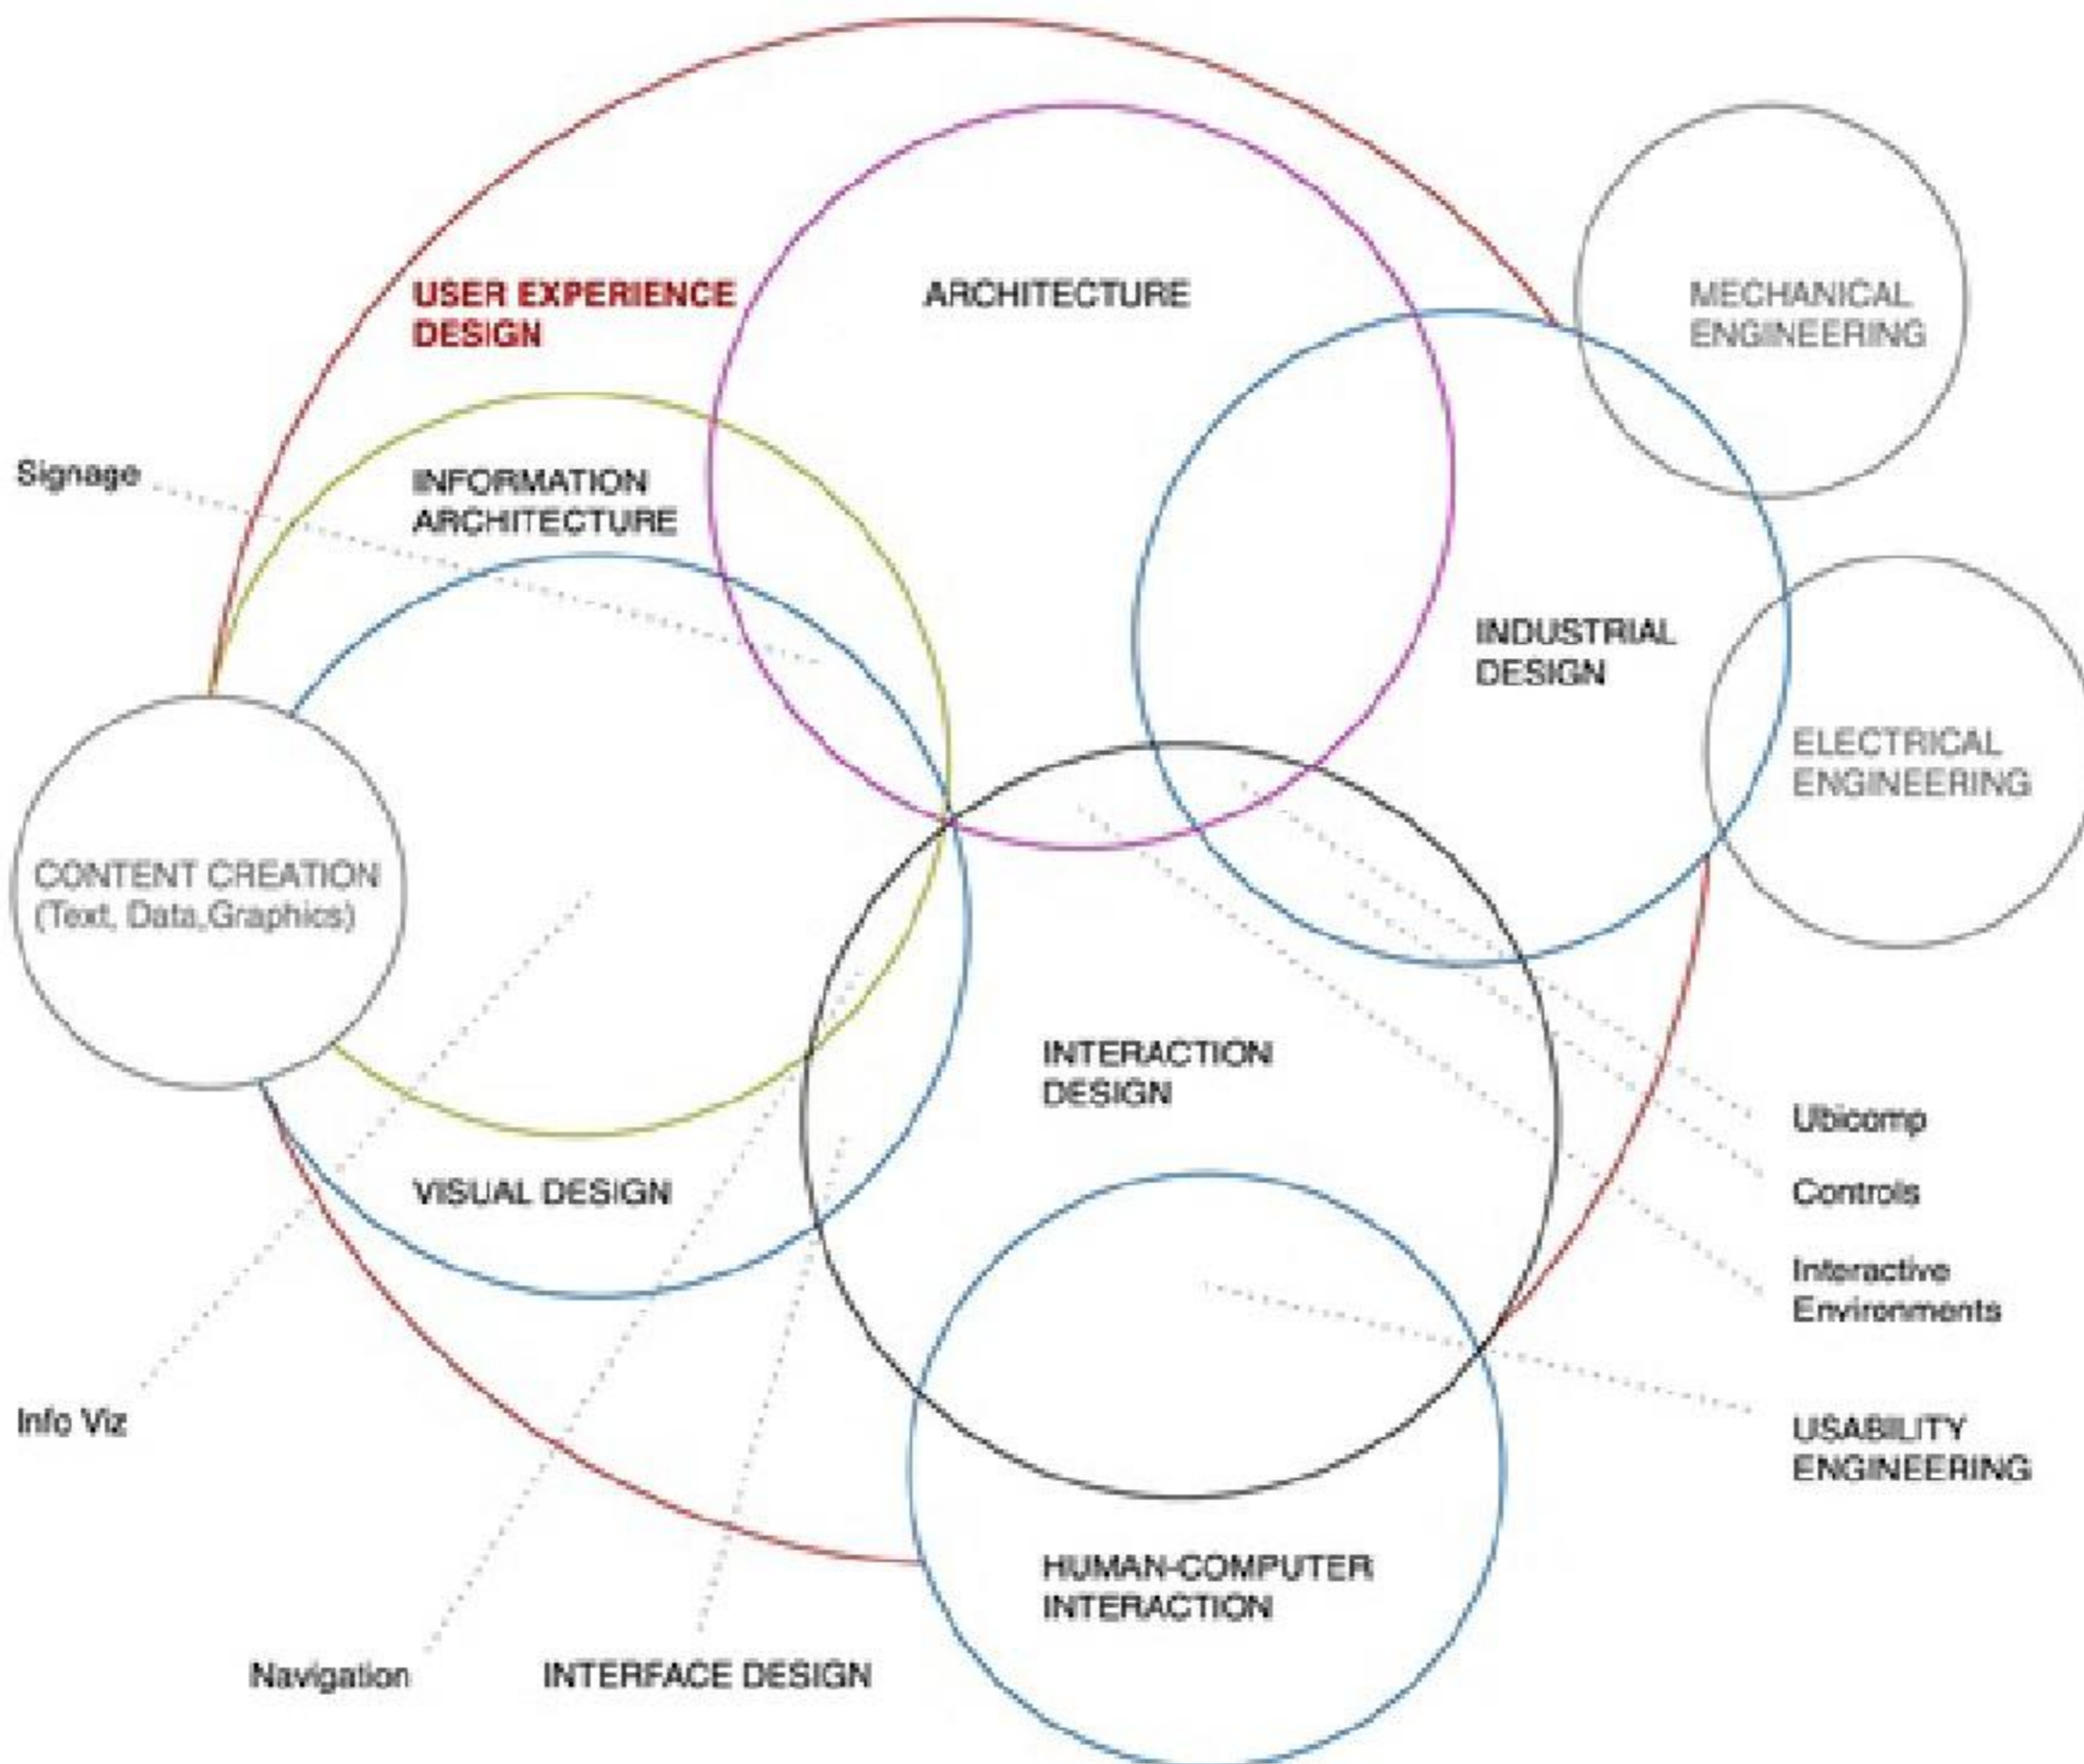 USER EXPERIENCE
DESIGN
ARCHITECTURE
MECHANICAL
ENGINEERING
Signage
INFORMATION
ARCHITECTURE
INDUSTRIAL
DESIGN
ELECTRICAL
ENGINEERING
CONTENT CREATION
(Text, Data,Graphics)
INTERACTION
DESIGN
Ubicomp
VISUAL DESIGN
Controls
Interactive
Environments
Info Viz
USABILITY
ENGINEERING
HUMAN-COMPUTER
INTERACTION
Navigation
INTERFACE DESIGN